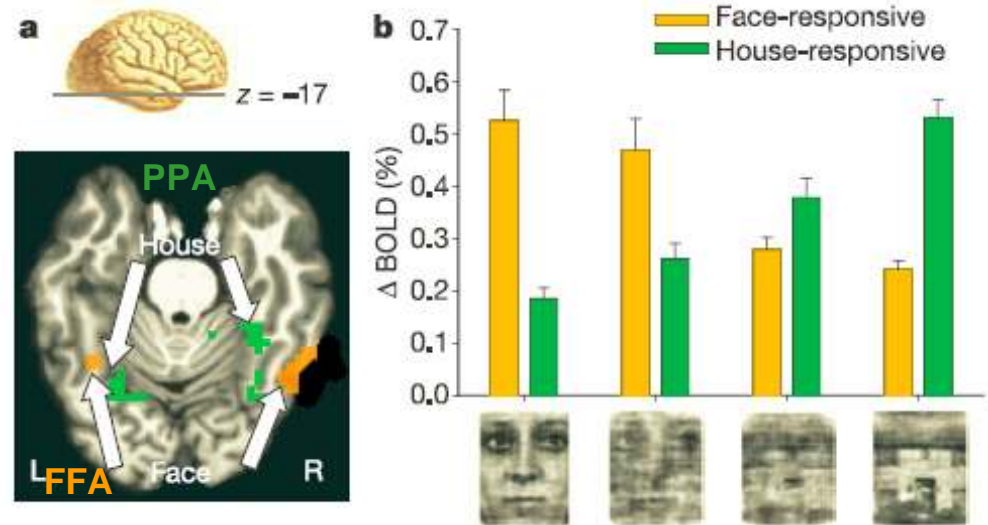 a
z = −17
PPA
House
L
FFA
Face
R
b
Face-responsive
House-responsive
Δ BOLD (%)
0.7
0.6
0.5
0.4
0.3
0.2
0.1
0.0